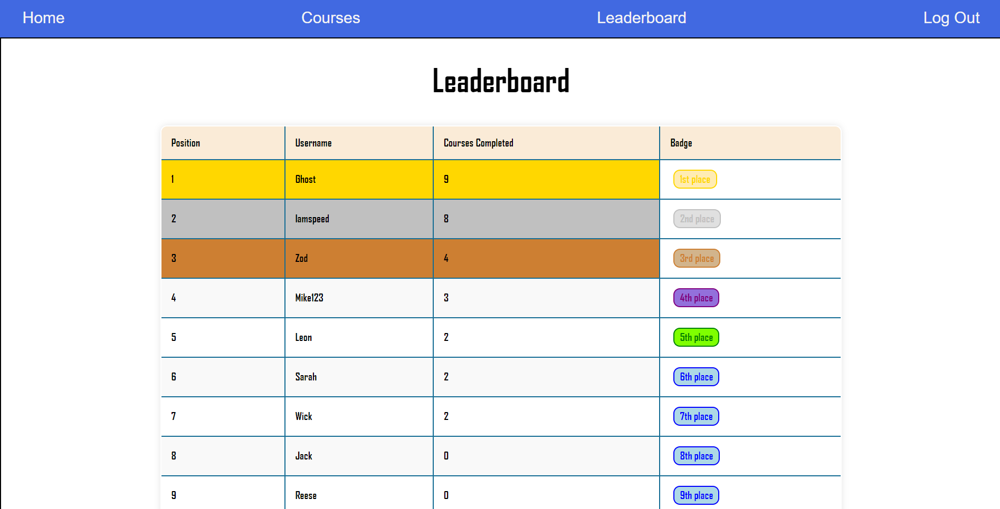 Home Courses Leaderboard Log Out
Leaderboard
Position Username Courses Completed Badge
1 Ghost 9 1st place
2 Iamspeed 8 2nd place
3 Zod 4 3rd place
4 Mike123 3 4th place
5 Leon 2 5th place
6 Sarah 2 6th place
7 Wick 2 7th place
8 Jack 0 8th place
9 Reese 0 9th place